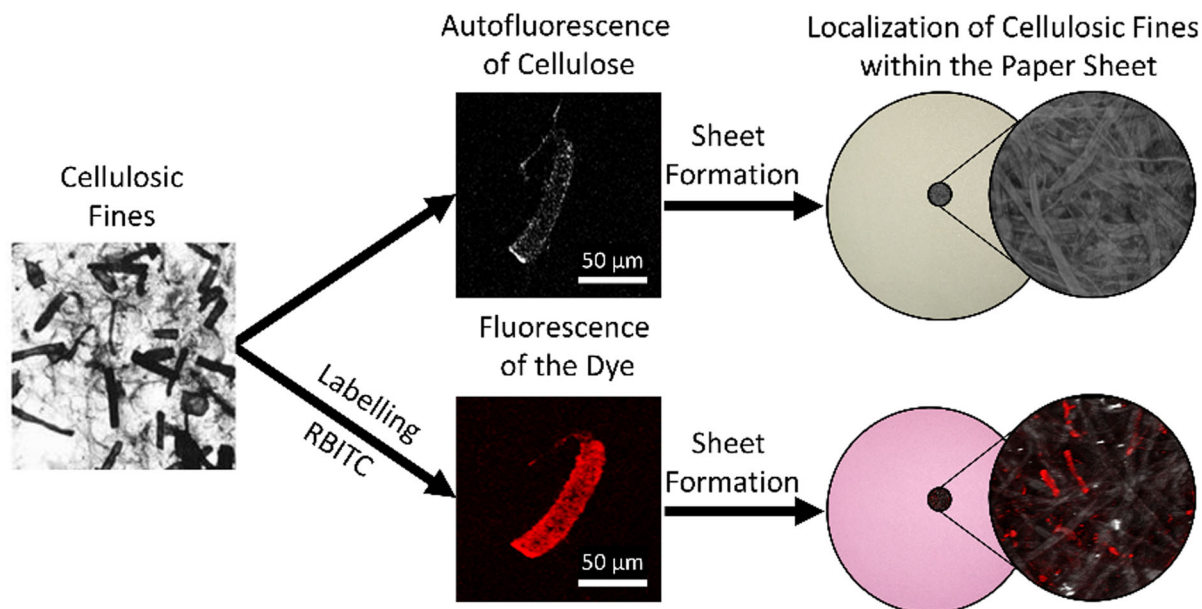 Cellulosic
Fines
Autofluorescence
of Cellulose
50 µm
Sheet
Formation
Localization of Cellulosic Fines
within the Paper Sheet
Labelling
RBITC
Fluorescence
of the Dye
50 µm
Sheet
Formation